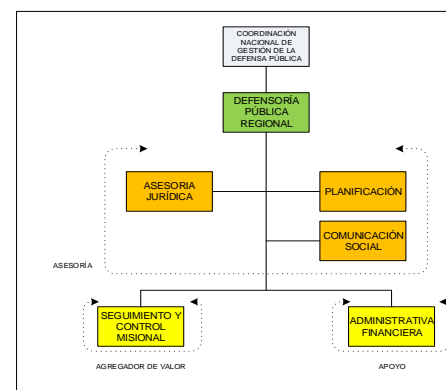 COORDINACIÓN
NACIONAL DE
GESTIÓN DE LA
DEFENSA PÚBLICA
DEFENSORÍA
PÚBLICA
REGIONAL
ASESORIA
JURÍDICA
PLANIFICACIÓN
COMUNICACIÓN
SOCIAL
ASESORÍA
SEGUIMIENTO Y
CONTROL
MISIONAL
ADMINISTRATIVA
FINANCIERA
AGREGADOR DE VALOR
APOYO